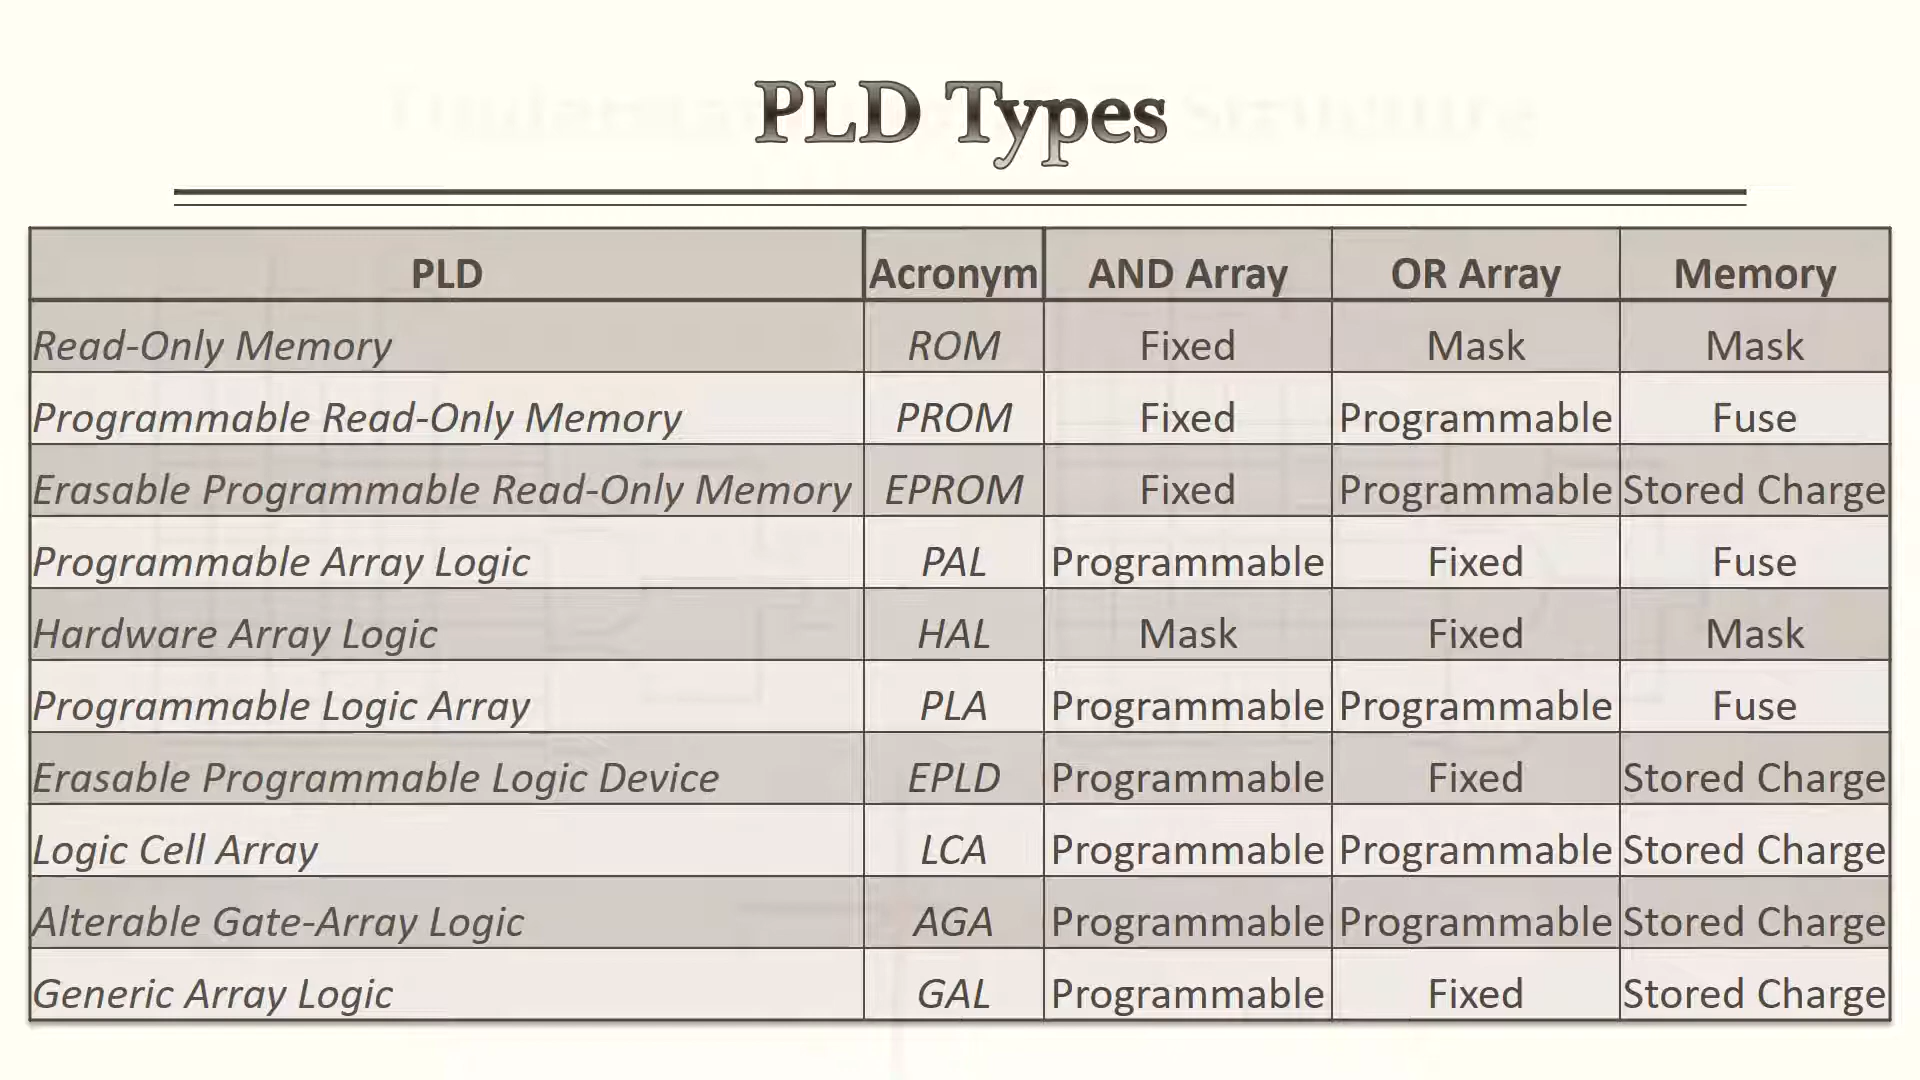 PLD Types
PLD Acronym AND Array OR Array Memory
Read-Only Memory ROM Fixed Mask Mask
Programmable Read-Only Memory PROM Fixed Programmable Fuse
Erasable Programmable Read-Only Memory EPROM Fixed Programmable Stored Charge
Programmable Array Logic PAL Programmable Fixed Fuse
Hardware Array Logic HAL Mask Fixed Mask
Programmable Logic Array PLA Programmable Programmable Fuse
Erasable Programmable Logic Device EPLD Programmable Fixed Stored Charge
Logic Cell Array LCA Programmable Programmable Stored Charge
Alterable Gate-Array Logic AGA Programmable Programmable Stored Charge
Generic Array Logic GAL Programmable Fixed Stored Charge